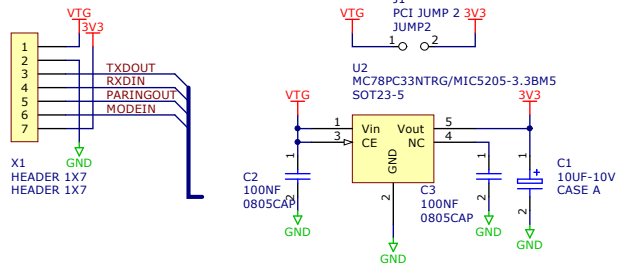 VTG
3V3
1
2
3
4
5
6
7
TXDOUT
RXDIN
PARINGOUT
MODEIN
GND
X1
HEADER 1X7
HEADER 1X7
J1
PCI JUMP 2
JUMP2
VTG
3V3
1
2
U2
MC78PC33NTRG/MIC5205-3.3BM5
SOT23-5
VTG
3V3
1
3
Vin
CE
GND
Vout
NC
5
4
2
C2
100NF
0805CAP
1
2
GND
GND
C3
100NF
0805CAP
1
2
GND
C1
10UF-10V
CASE A
1
+
2
GND